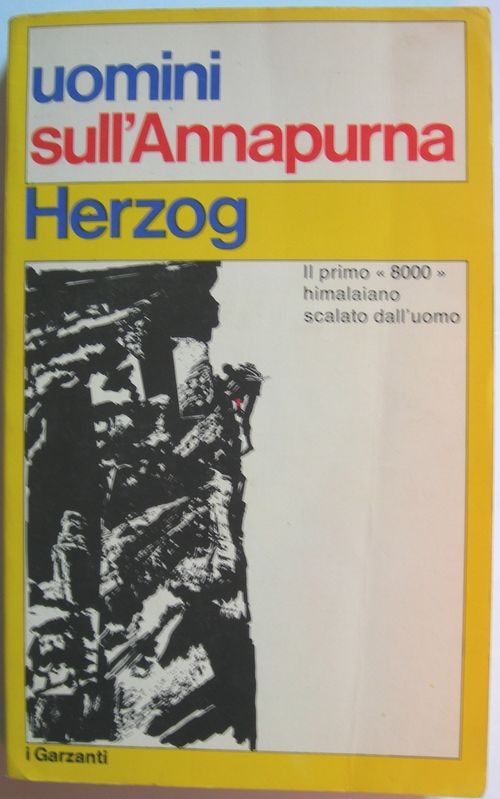 uomini
sull'Annapurna
Herzog
Il primo « 8000 »
himalaiano
scalato dall'uomo
i Garzanti